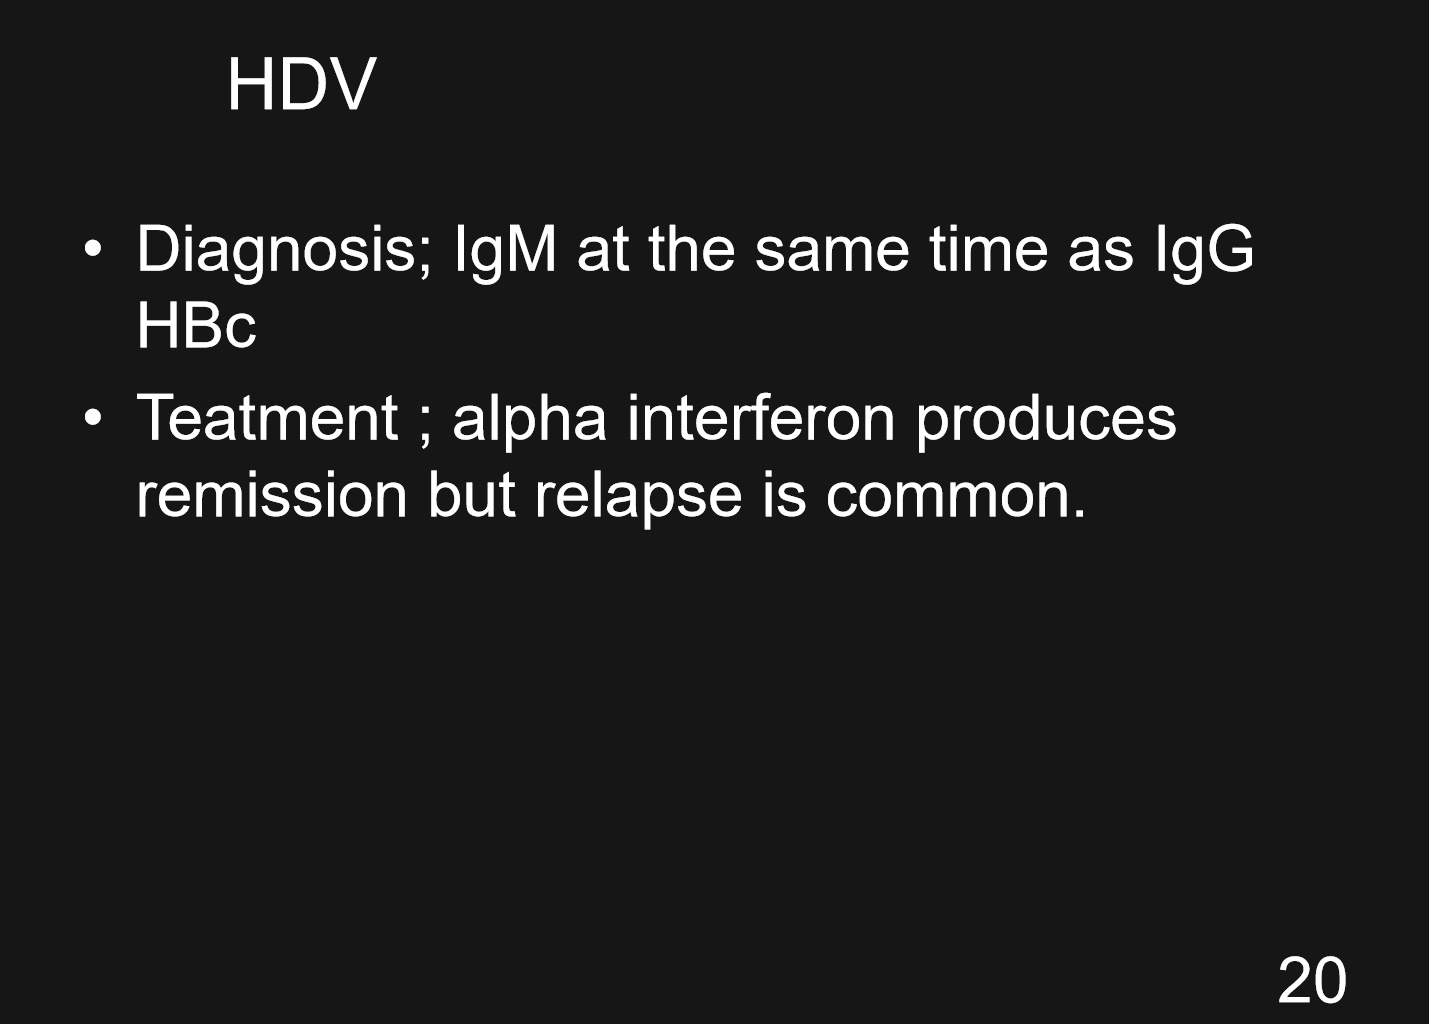 HDV
• Diagnosis; IgM at the same time as IgG
HBc
• Teatment ; alpha interferon produces
remission but relapse is common.
20